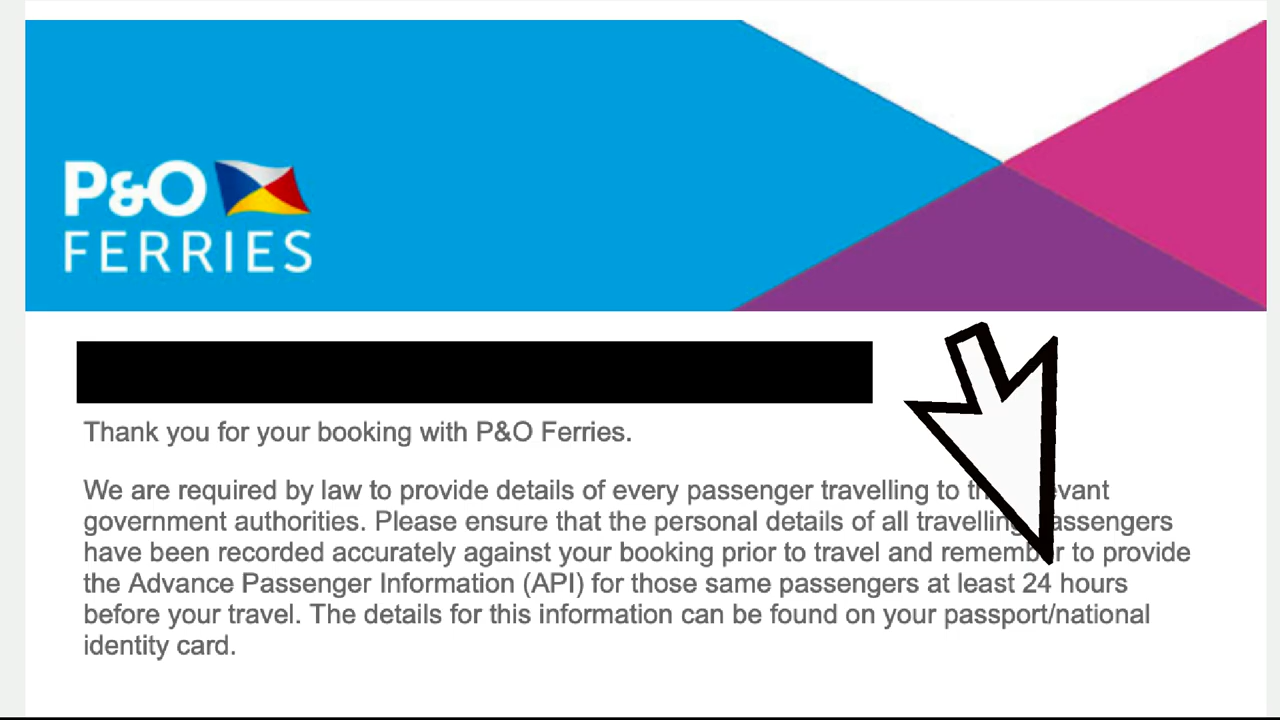 P&O
FERRIES
Thank you for your booking with P&O Ferries.
We are required by law to provide details of every passenger travelling to the relevant
government authorities. Please ensure that the personal details of all travelling passengers
have been recorded accurately against your booking prior to travel and remember to provide
the Advance Passenger Information (API) for those same passengers at least 24 hours
before your travel. The details for this information can be found on your passport/national
identity card.